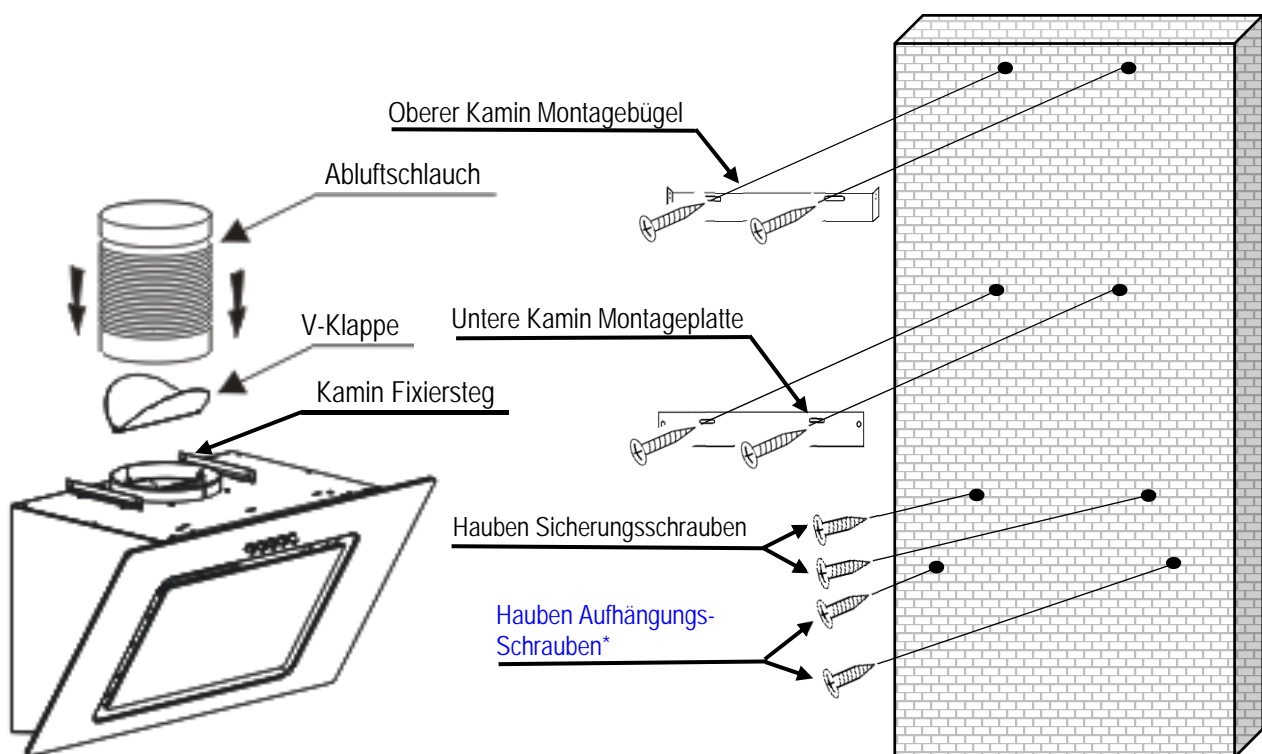 Oberer Kamin Montagebügel
Abluftschlauch
V-Klappe
Untere Kamin Montageplatte
Kamin Fixiersteg
Hauben Sicherungsschrauben
Hauben Aufhängungs-
Schrauben*